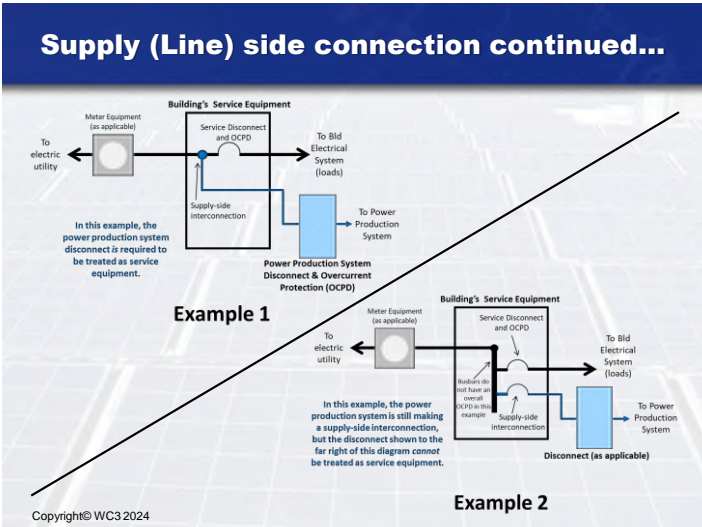 Supply (Line) side connection continued...
Building's Service Equipment
Meter Equipment
(as applicable)
Service Disconnect
and OCPD
To
electric
utility
To Bld
Electrical
System
(loads)
Supply-side
interconnection
To Power
Production
System
In this example, the
power production system
disconnect is required to
be treated as service
equipment.
Power Production System
Disconnect & Overcurrent
Protection (OCPD)
Example 1
Building's Service Equipment
Meter Equipment
(as applicable)
Service Disconnect
and OCPD
To
electric
utility
To Bld
Electrical
System
(loads)
Busbars do
not have an
overall
OCPD in this
example
Supply-side
interconnection
To Power
Production
System
In this example, the power
production system is still making
a supply-side interconnection,
but the disconnect shown to the
far right of this diagram cannot
be treated as service equipment.
Disconnect (as applicable)
Example 2
Copyright© WC3 2024